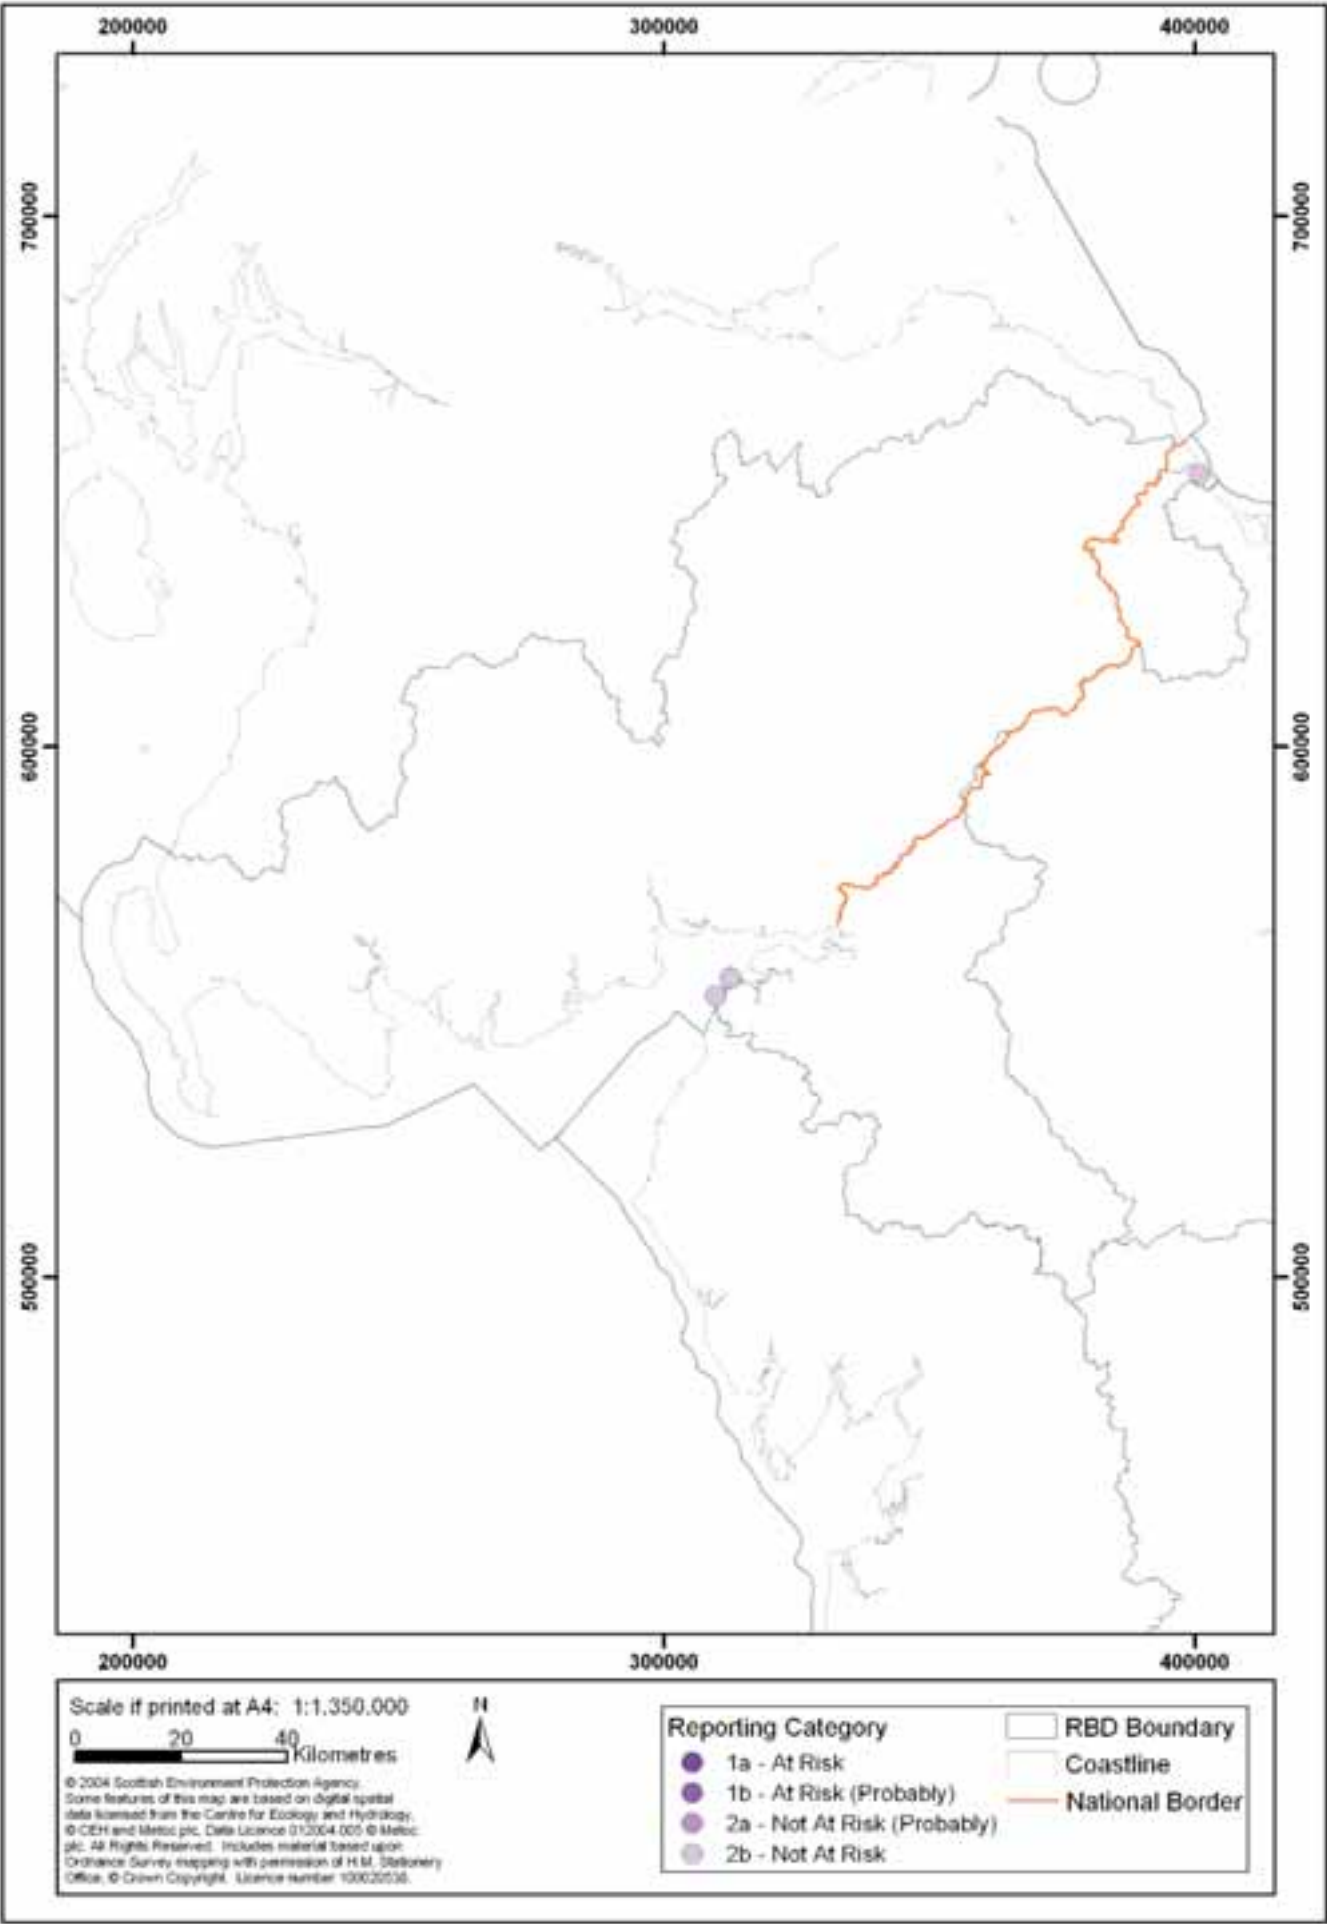 200000 300000 400000
700000 700000
600000 600000
500000 500000
200000 300000 400000
Scale if printed at A4: 1:1,350,000
N
0 20 40
Kilometres
© 2004 Scottish Environment Protection Agency.
Some features of this map are based on digital spatial
data licensed from the Centre for Ecology and Hydrology,
© CEH and Metoc plc. Data Licence 012004.005 © Metoc
plc. All Rights Reserved. Includes material based upon
Ordnance Survey mapping with permission of H.M. Stationery
Office, © Crown Copyright. Licence number 100020538.
Reporting Category
1a - At Risk
1b - At Risk (Probably)
2a - Not At Risk (Probably)
2b - Not At Risk
RBD Boundary
Coastline
National Border